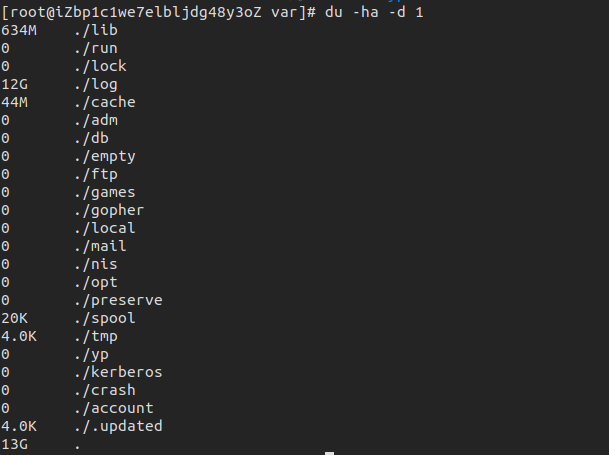 [root@iZbp1c1we7elbljdg48y3oZ var]# du -ha -d 1
634M ./lib
0 ./run
0 ./lock
12G ./log
44M ./cache
0 ./adm
0 ./db
0 ./empty
0 ./ftp
0 ./games
0 ./gopher
0 ./local
0 ./mail
0 ./nis
0 ./opt
0 ./preserve
20K ./spool
4.0K ./tmp
0 ./yp
0 ./kerberos
0 ./crash
0 ./account
4.0K ./.updated
13G .